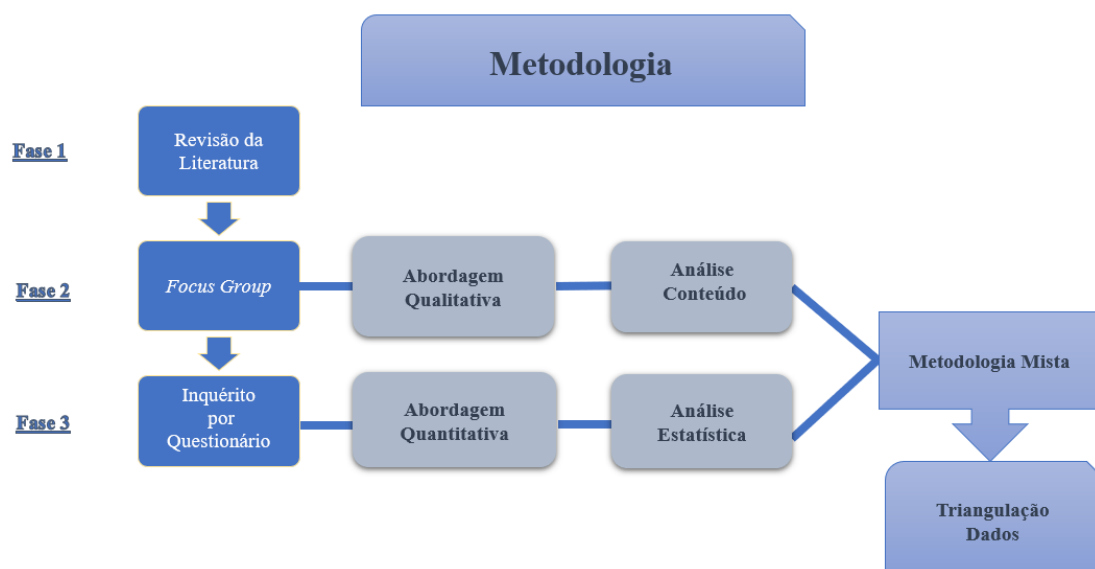 Metodologia
Fase 1
Revisão da
Literatura
Fase 2
Focus Group
Abordagem
Qualitativa
Análise
Conteúdo
Fase 3
Inquérito
por
Questionário
Abordagem
Quantitativa
Análise
Estatística
Metodologia Mista
Triangulação
Dados